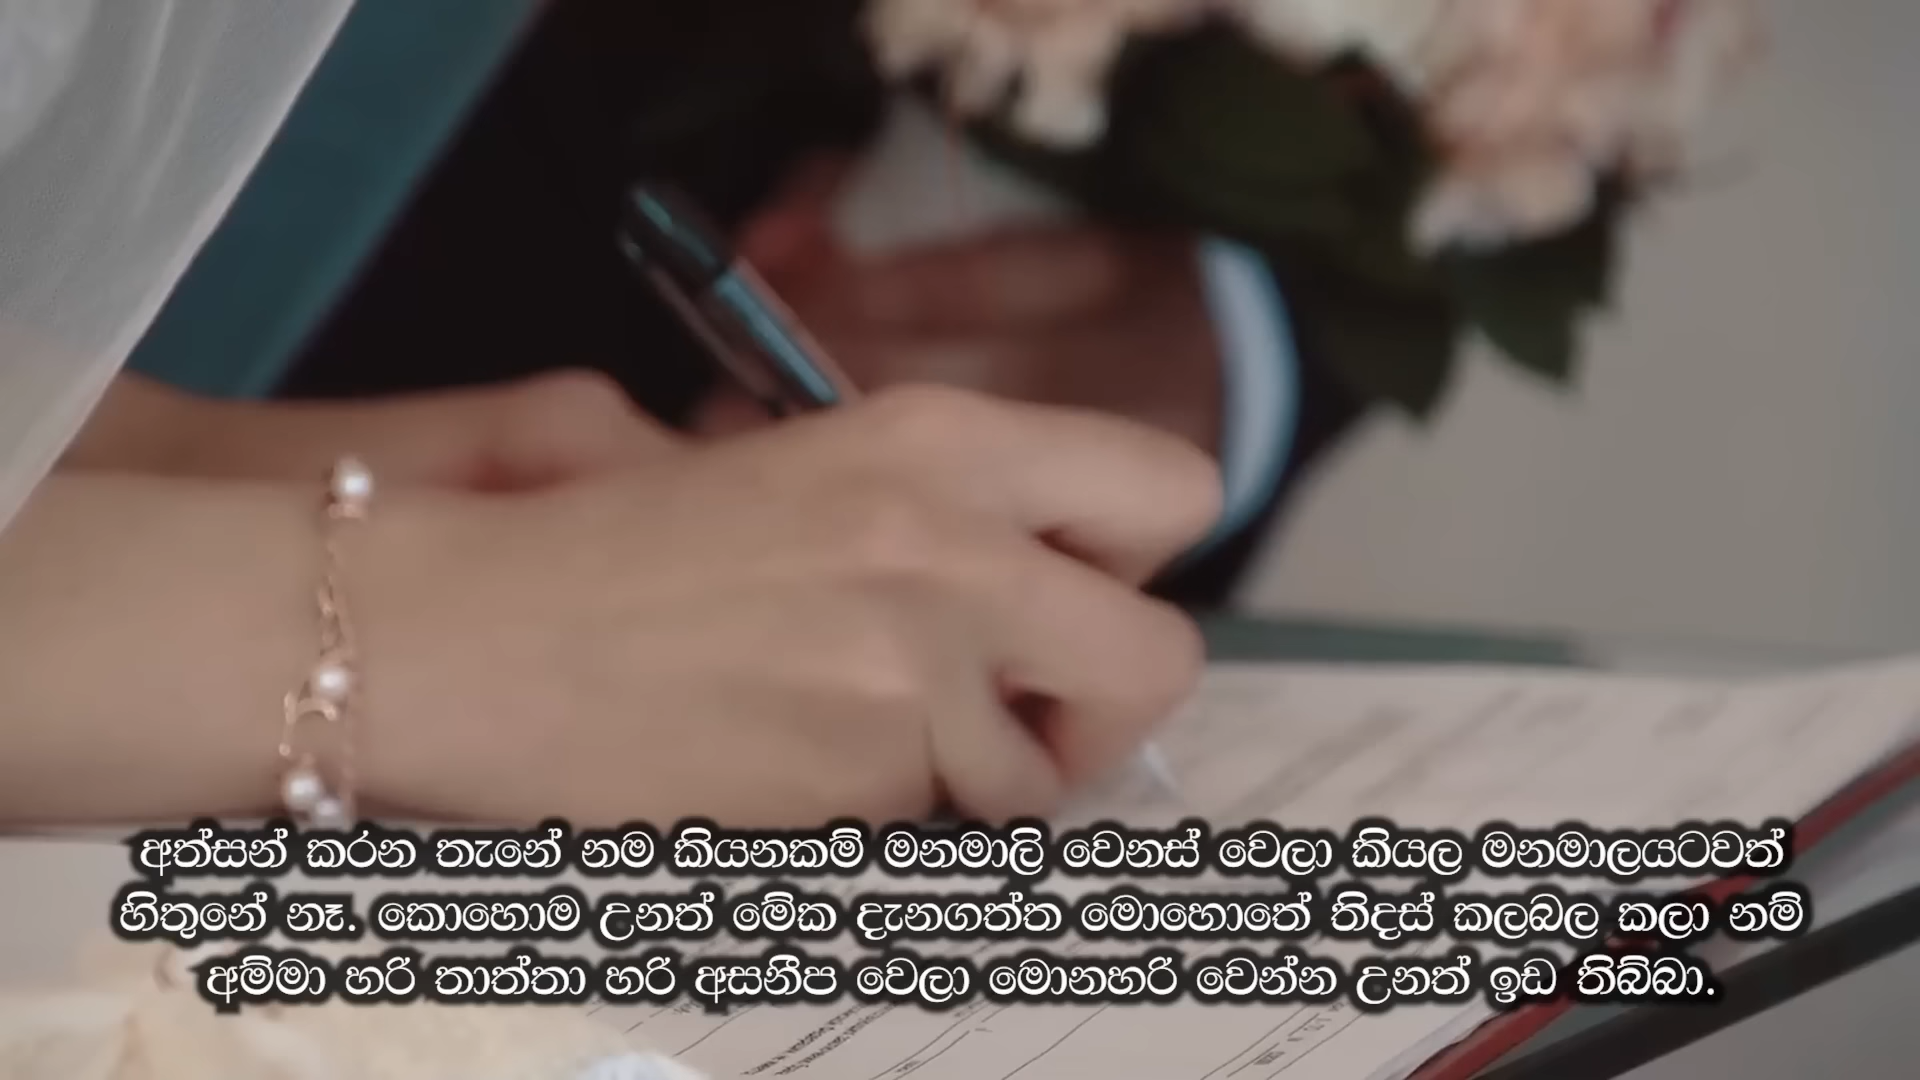 අත්සන් කරන තැනේ නම කියනකම් මනමාලි වෙනස් වෙලා කියල මනමාලයටවත්
හිතුනේ නෑ. කොහොම උනත් මේක දැනගත්ත මොහොතේ තිදස් කලබල කලා නම්
අම්මා හරි තාත්තා හරි අසනීප වෙලා මොනහරි වෙන්න උනත් ඉඩ තිබ්බා.